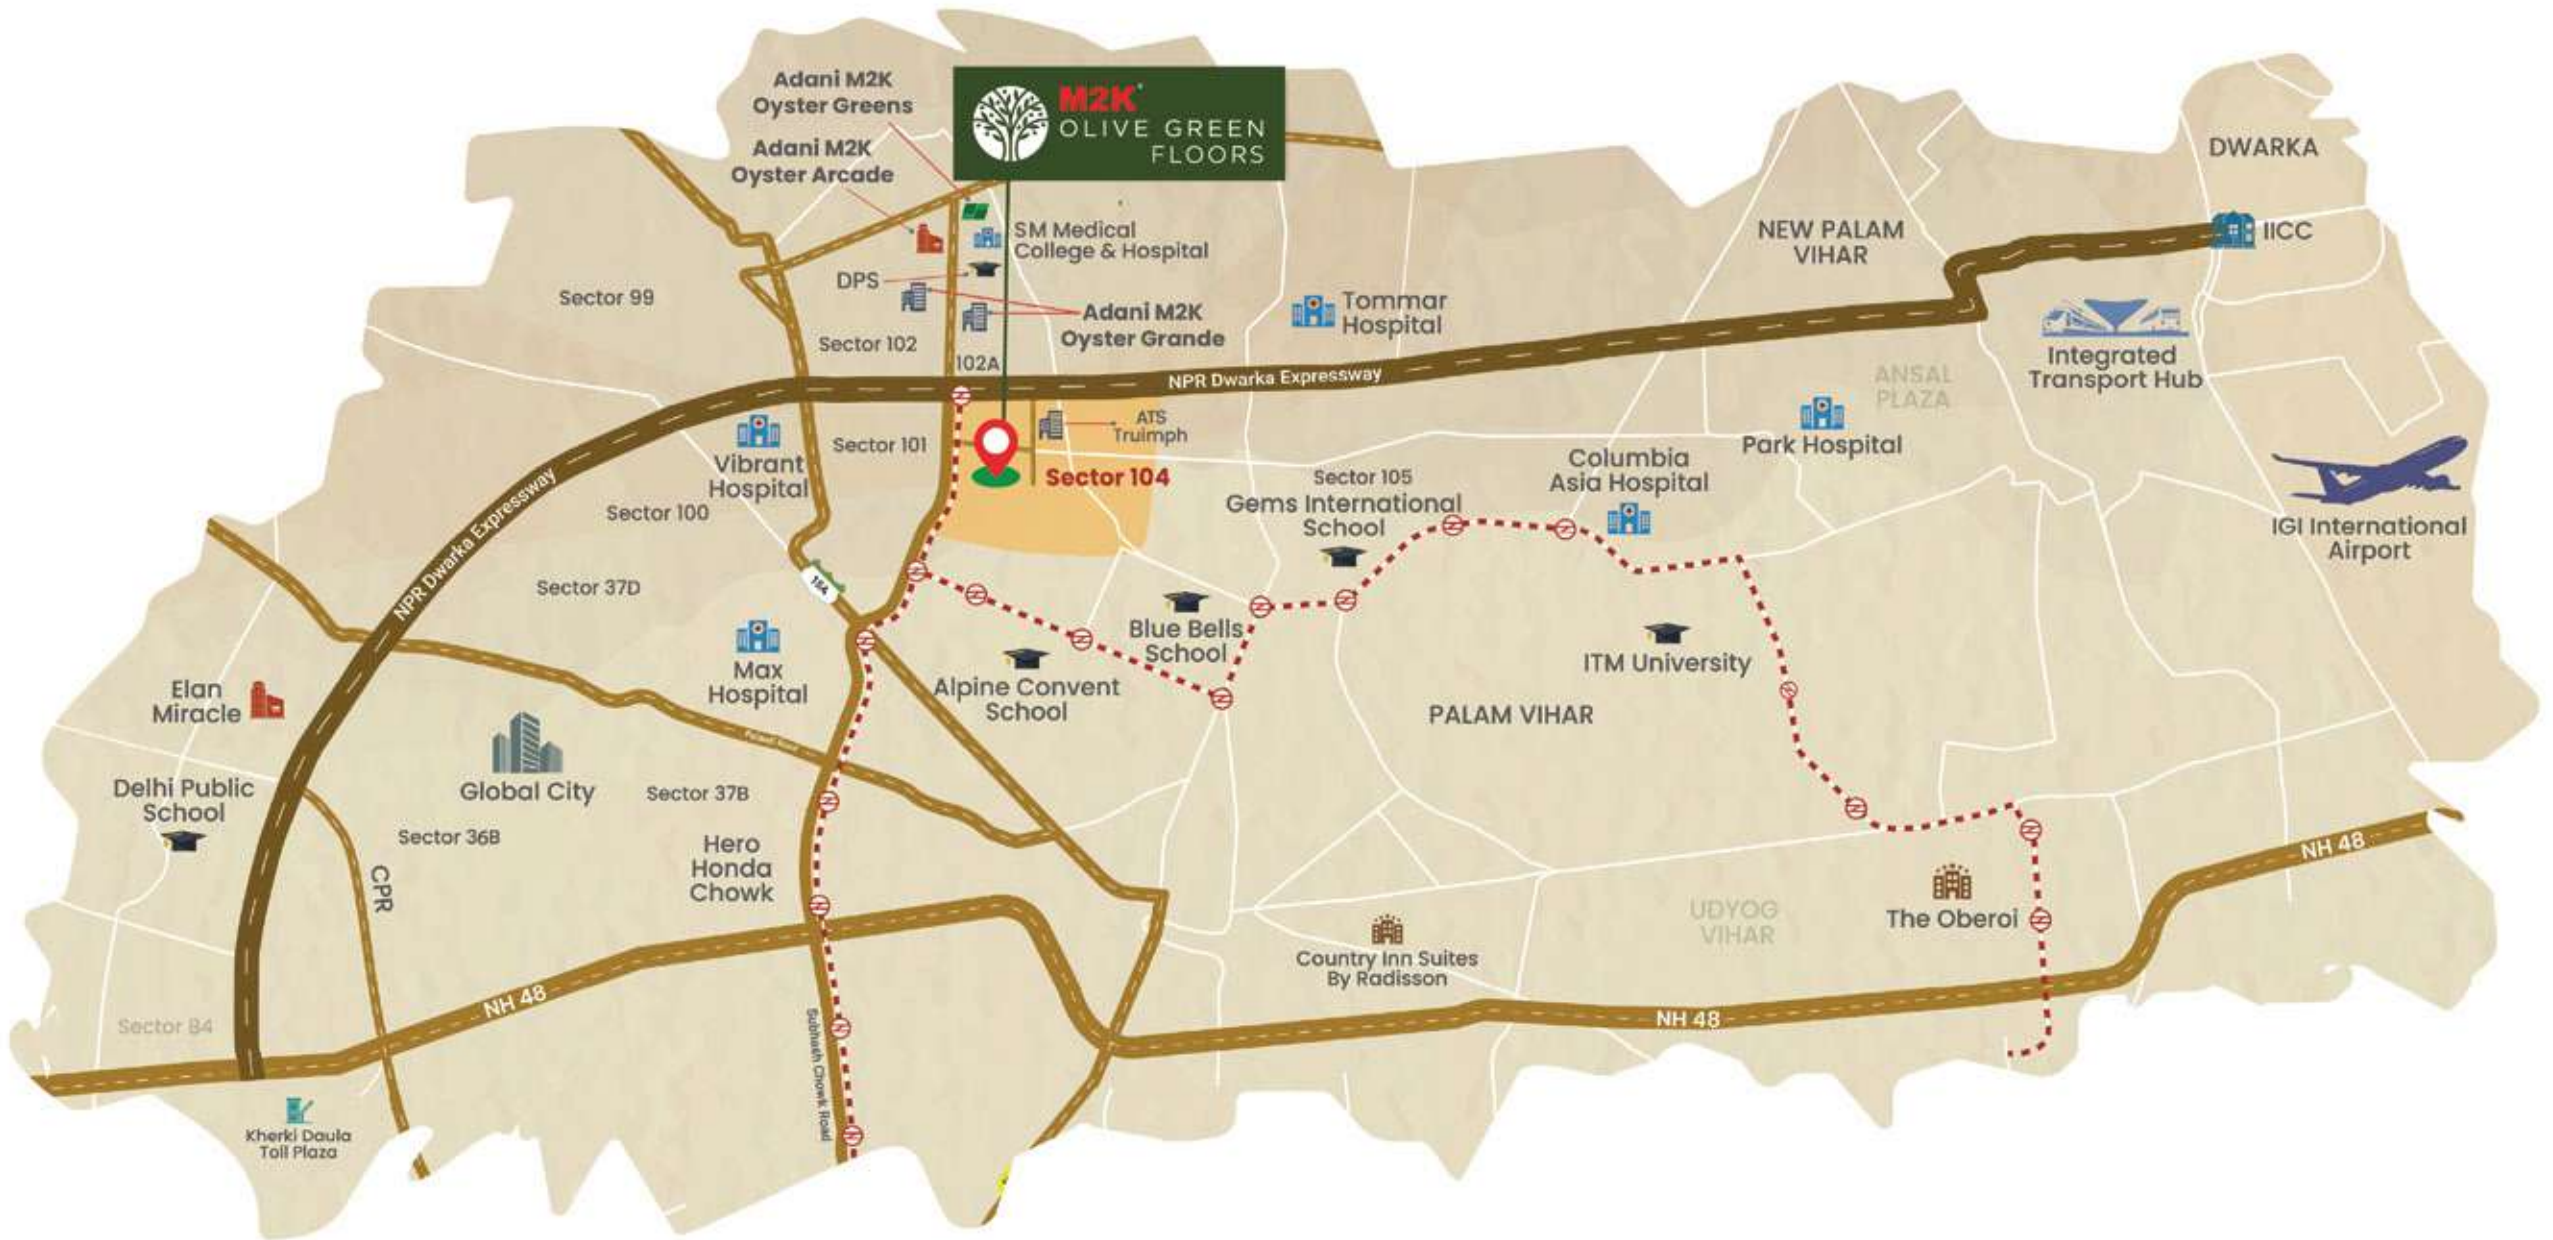 Adani M2K
Oyster Greens
M2K
OLIVE GREEN
FLOORS
Adani M2K
Oyster Arcade
DWARKA
SM Medical
College & Hospital
NEW PALAM
VIHAR
IICC
DPS
Sector 99
Adani M2K
Oyster Grande
Tommar
Hospital
Sector 102
102A
Integrated
Transport Hub
NPR Dwarka Expressway
ANSAL
PLAZA
ATS
Truimph
Sector 101
Park Hospital
Vibrant
Hospital
Sector 104
Sector 105
Gems International
School
Columbia
Asia Hospital
IGI International
Airport
Sector 100
NPR Dwarka Expressway
Sector 37D
164
Blue Bells
School
ITM University
Max
Hospital
Alpine Convent
School
Elan
Miracle
PALAM VIHAR
Global City
Sector 37B
Delhi Public
School
Sector 36B
Hero
Honda
Chowk
CPR
NH 48
The Oberoi
UDYOG
VIHAR
Country Inn Suites
By Radisson
NH 48
NH 48
Sector 84
Subhash Chowk Road
Kherki Daula
Toll Plaza